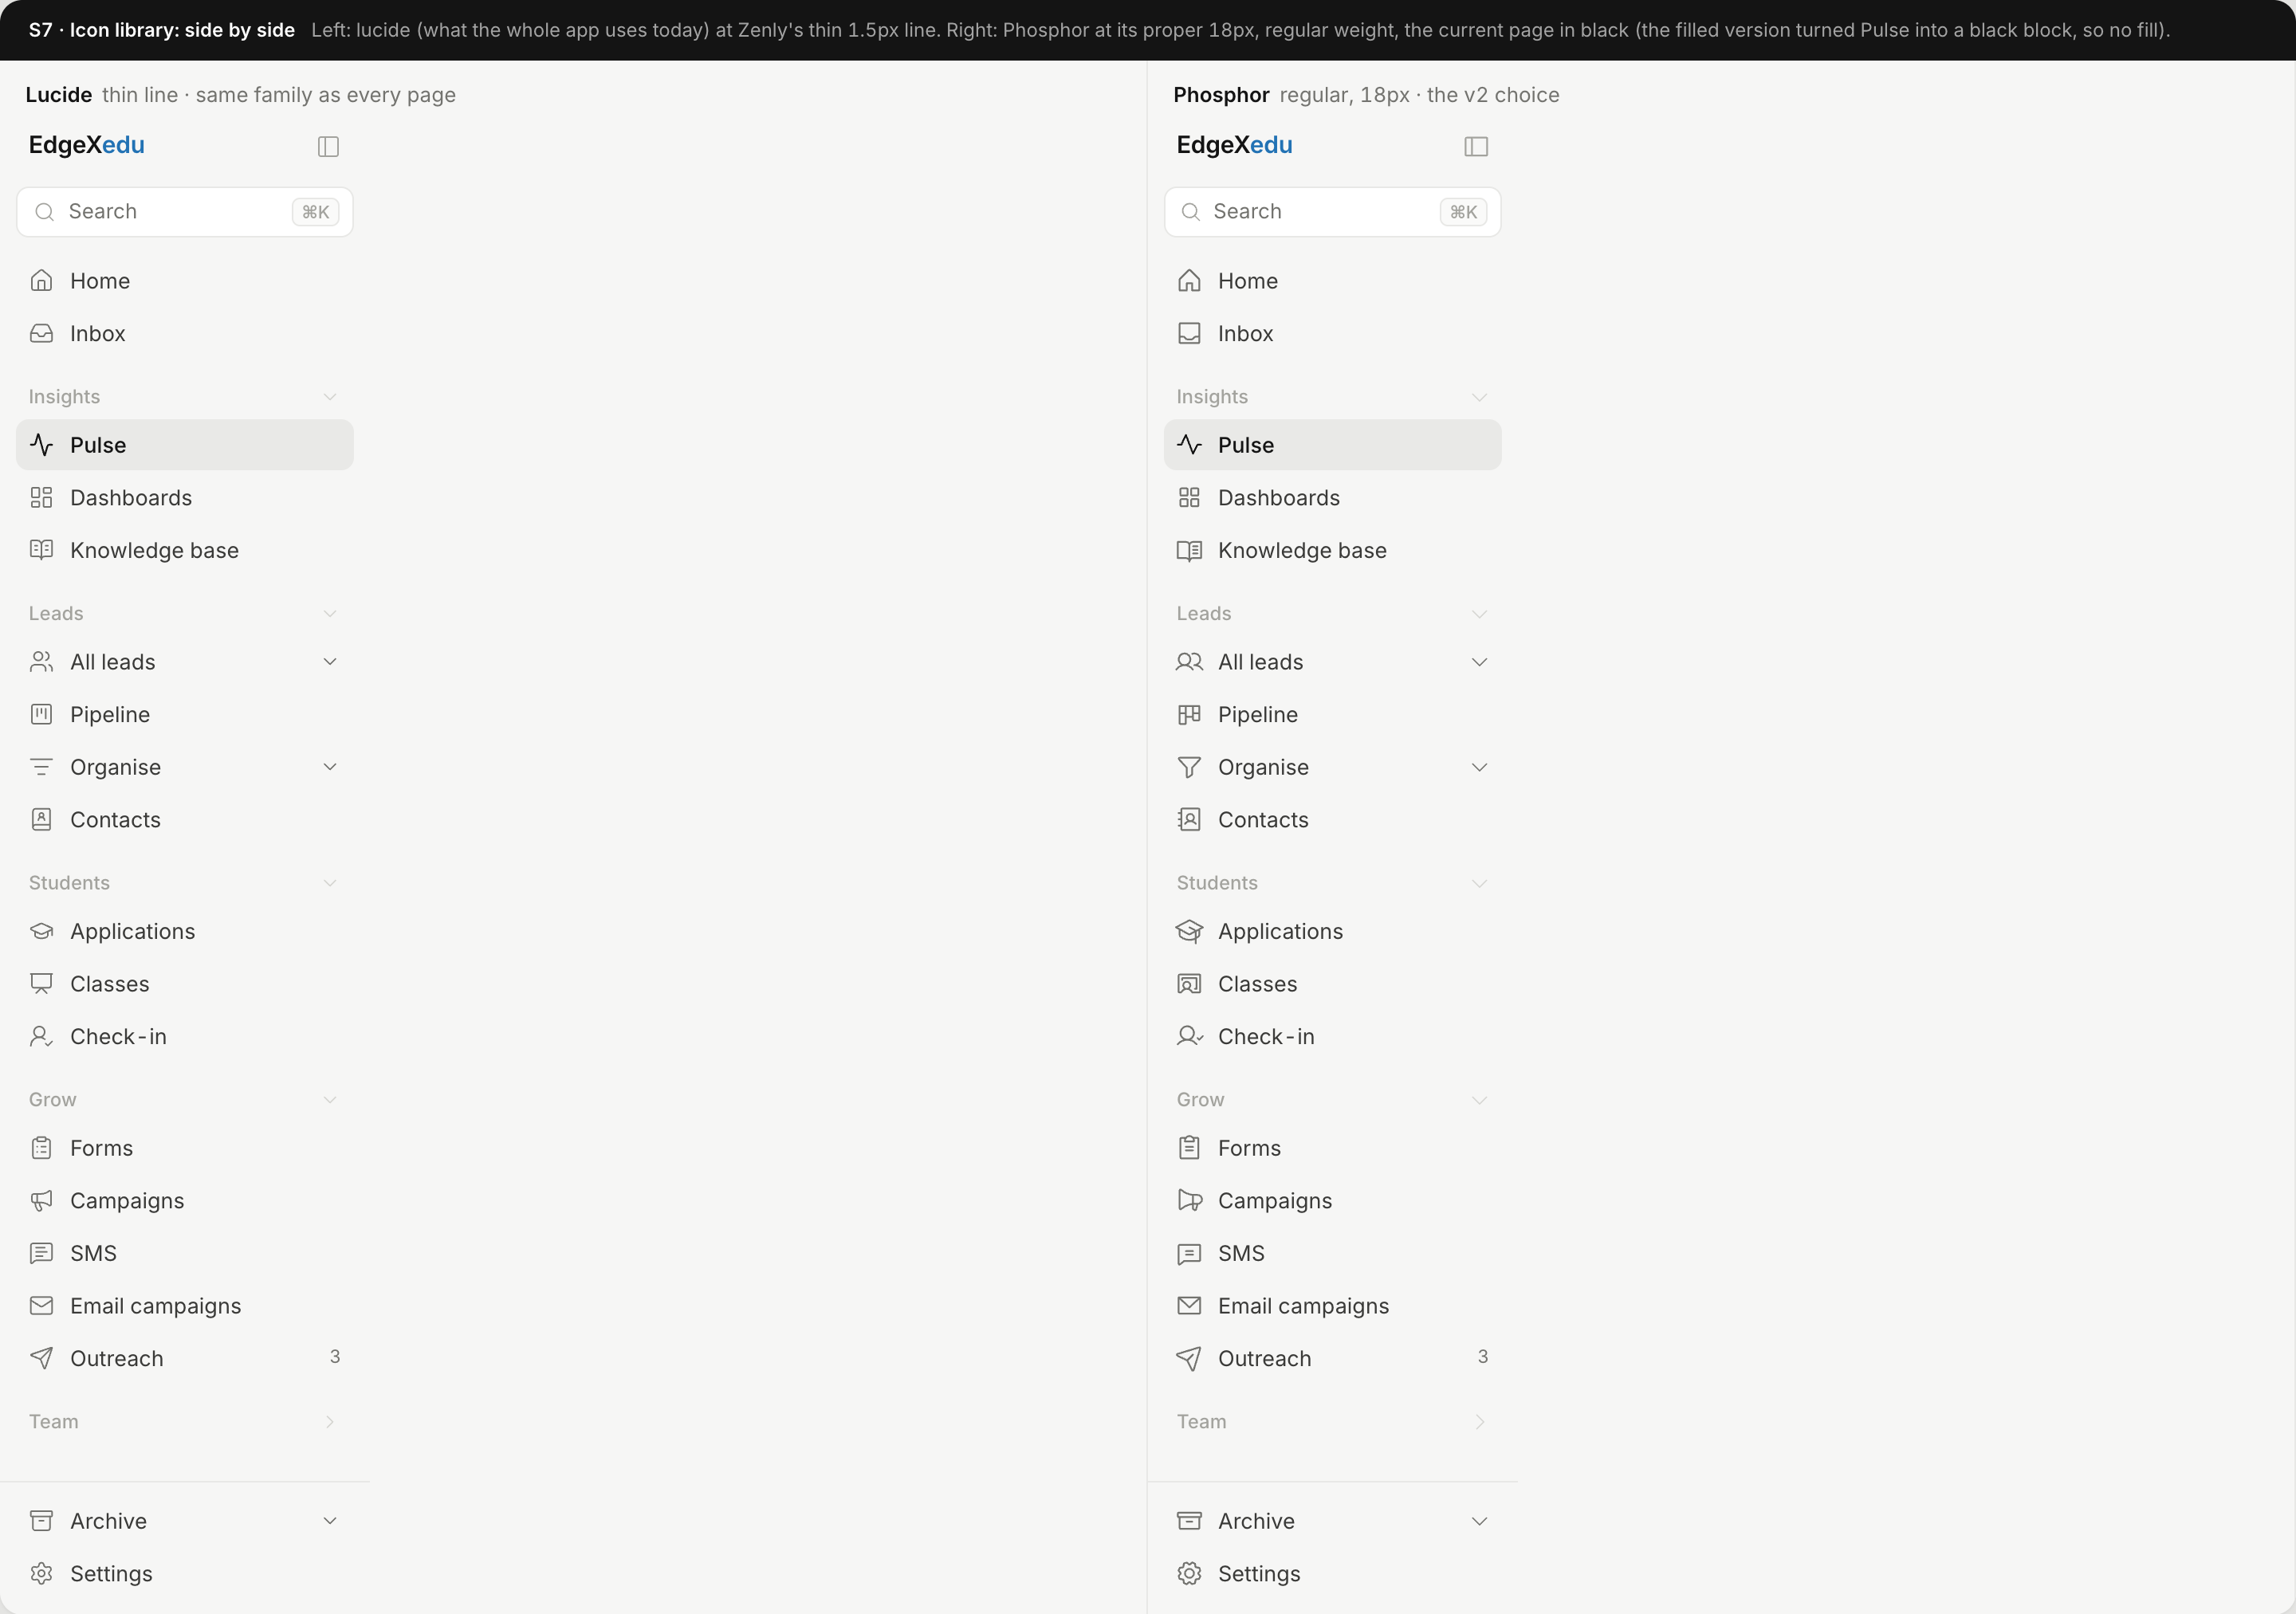 S7 · Icon library: side by side Left: lucide (what the whole app uses today) at Zenly's thin 1.5px line. Right: Phosphor at its proper 18px, regular weight, the current page in black (the filled version turned Pulse into a black block, so no fill).
Lucide thin line · same family as every page
EdgeXedu
Search ⌘K
Home
Inbox
Insights
Pulse
Dashboards
Knowledge base
Leads
All leads
Pipeline
Organise
Contacts
Students
Applications
Classes
Check-in
Grow
Forms
Campaigns
SMS
Email campaigns
Outreach 3
Team
Archive
Settings
Phosphor regular, 18px · the v2 choice
EdgeXedu
Search ⌘K
Home
Inbox
Insights
Pulse
Dashboards
Knowledge base
Leads
All leads
Pipeline
Organise
Contacts
Students
Applications
Classes
Check-in
Grow
Forms
Campaigns
SMS
Email campaigns
Outreach 3
Team
Archive
Settings